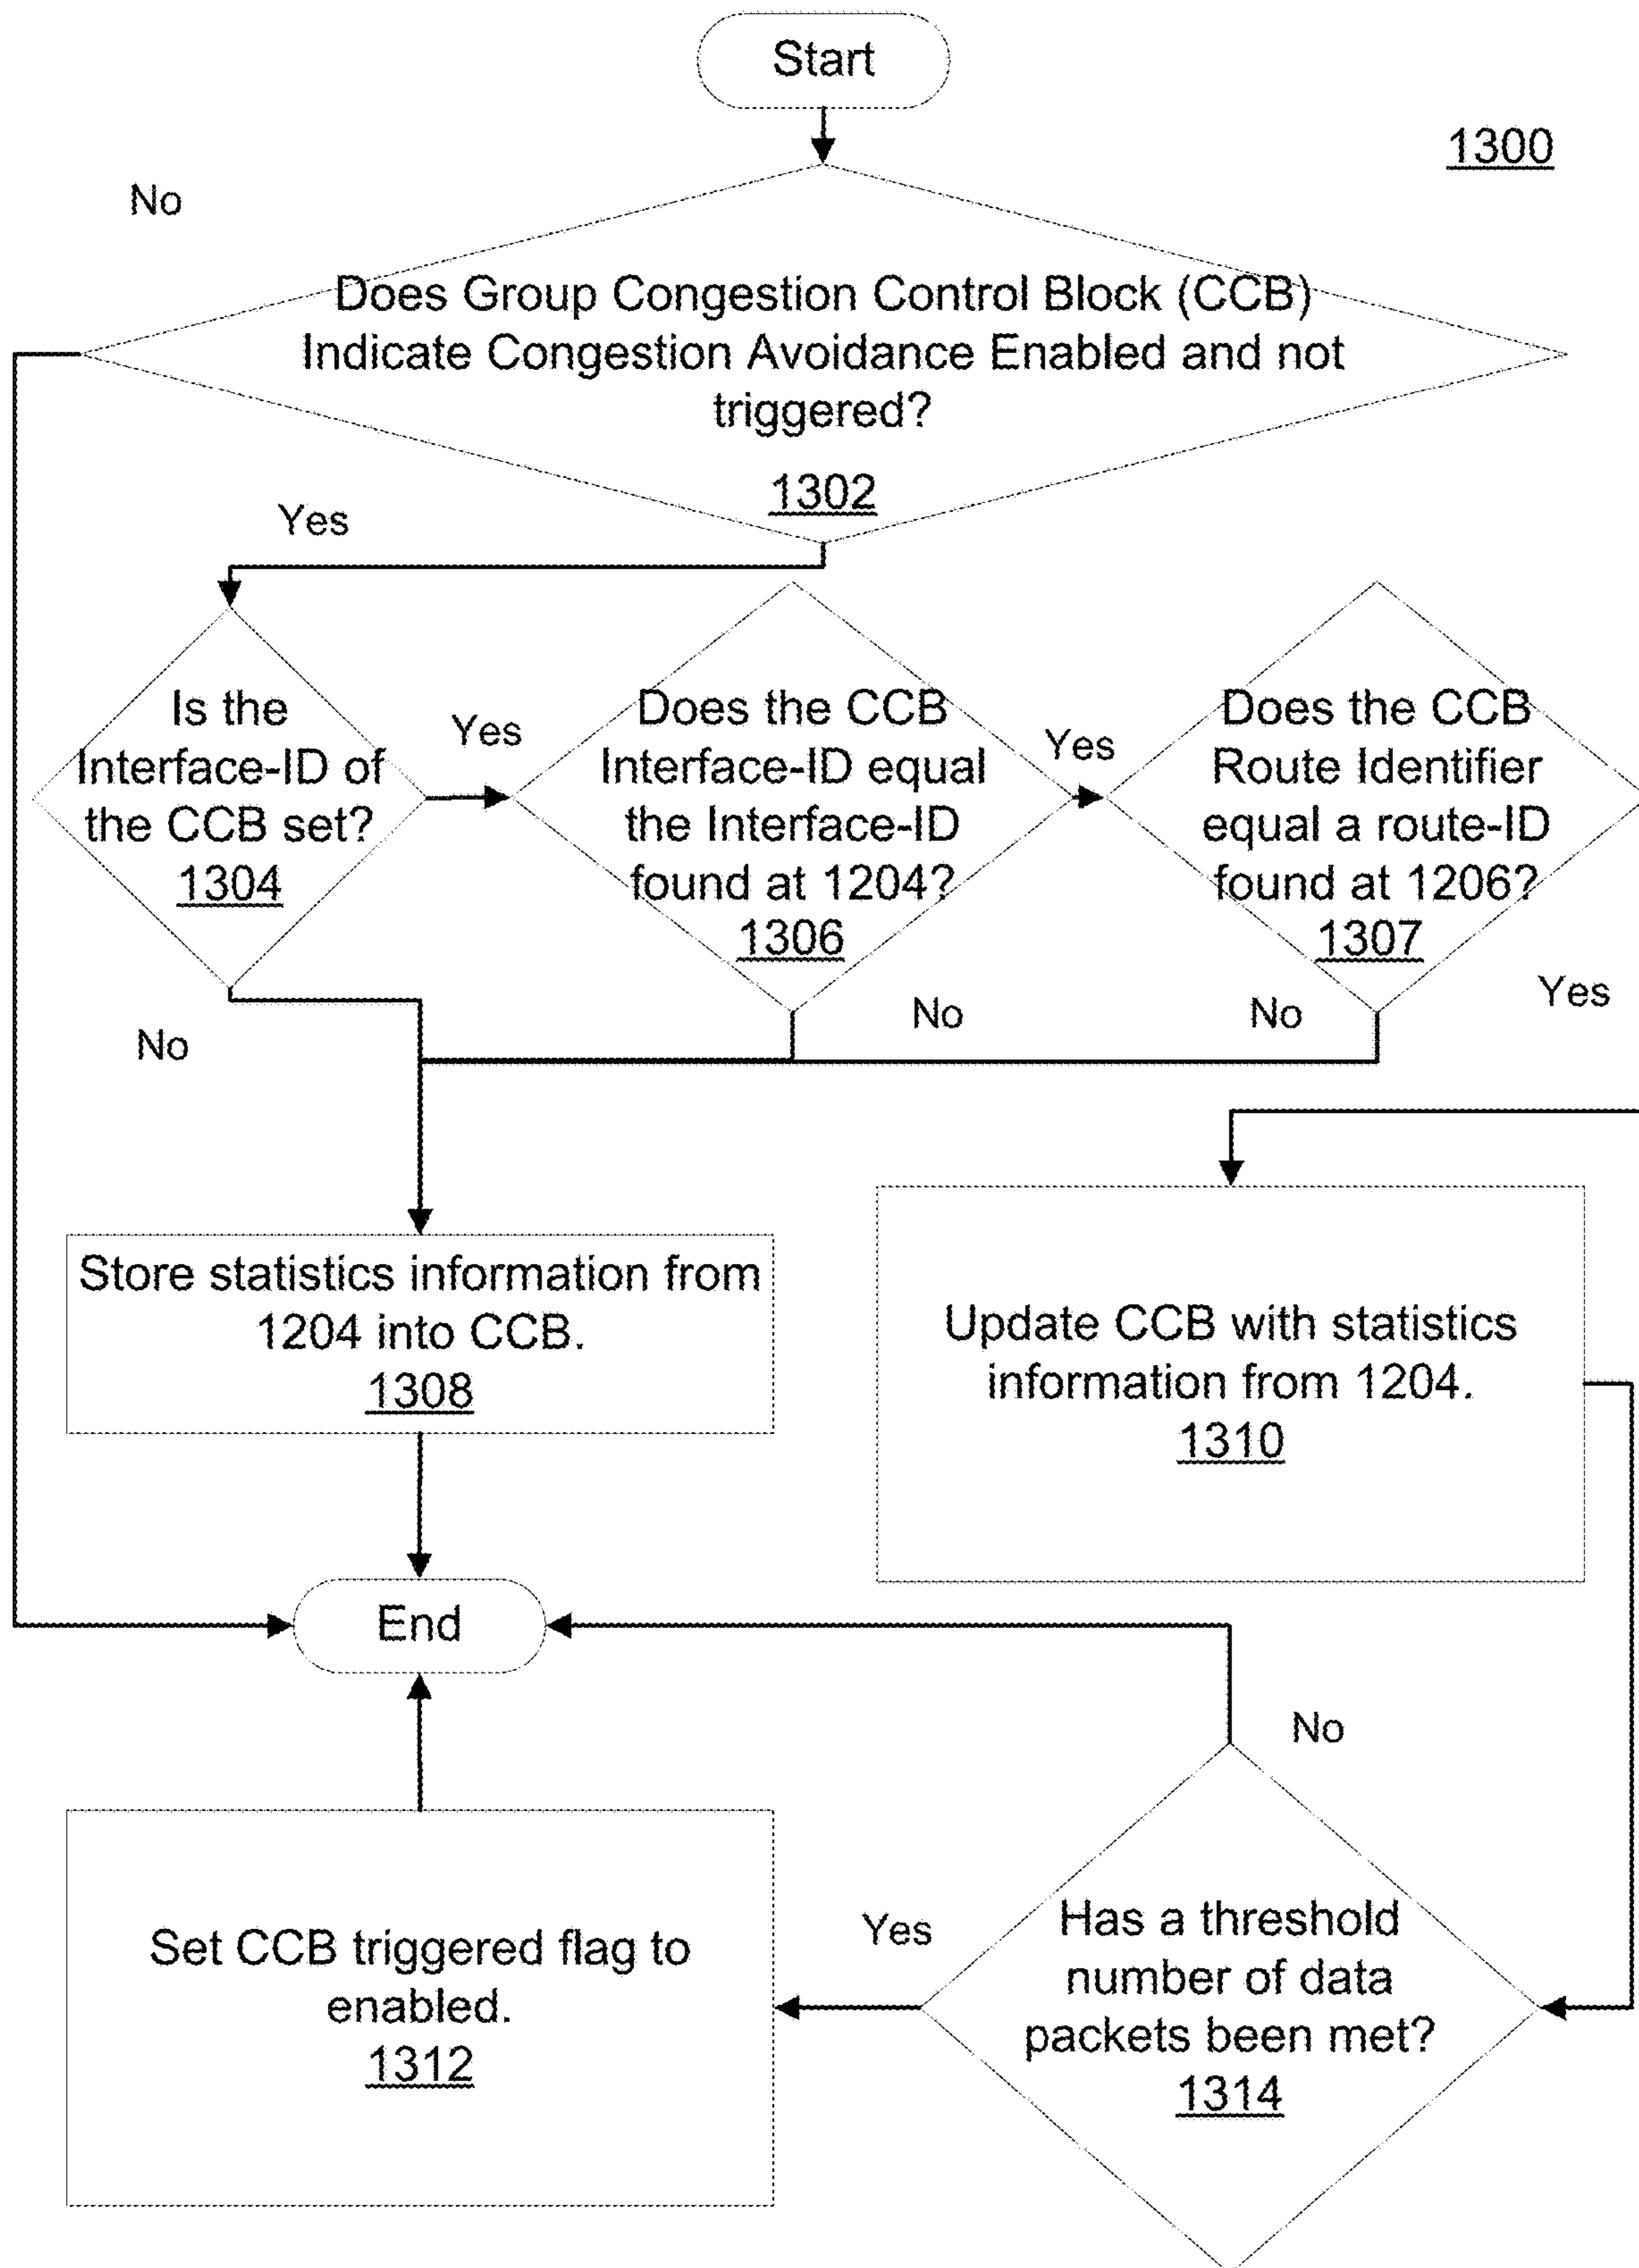 Start
1300
No
Does Group Congestion Control Block (CCB)
Indicate Congestion Avoidance Enabled and not
triggered?
1302
Yes
Is the
Interface-ID of
the CCB set?
1304
Yes
Does the CCB
Interface-ID equal
the Interface-ID
found at 1204?
1306
Yes
Does the CCB
Route Identifier
equal a route-ID
found at 1206?
1307
No
No
No
Yes
Store statistics information from
1204 into CCB.
1308
Update CCB with statistics
information from 1204.
1310
End
No
Set CCB triggered flag to
enabled.
1312
Yes
Has a threshold
number of data
packets been met?
1314